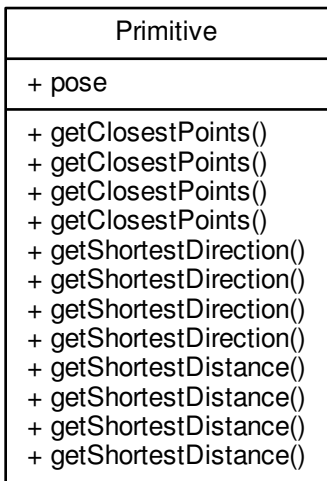 Primitive
+ pose
+ getClosestPoints()
+ getClosestPoints()
+ getClosestPoints()
+ getClosestPoints()
+ getShortestDirection()
+ getShortestDirection()
+ getShortestDirection()
+ getShortestDirection()
+ getShortestDistance()
+ getShortestDistance()
+ getShortestDistance()
+ getShortestDistance()